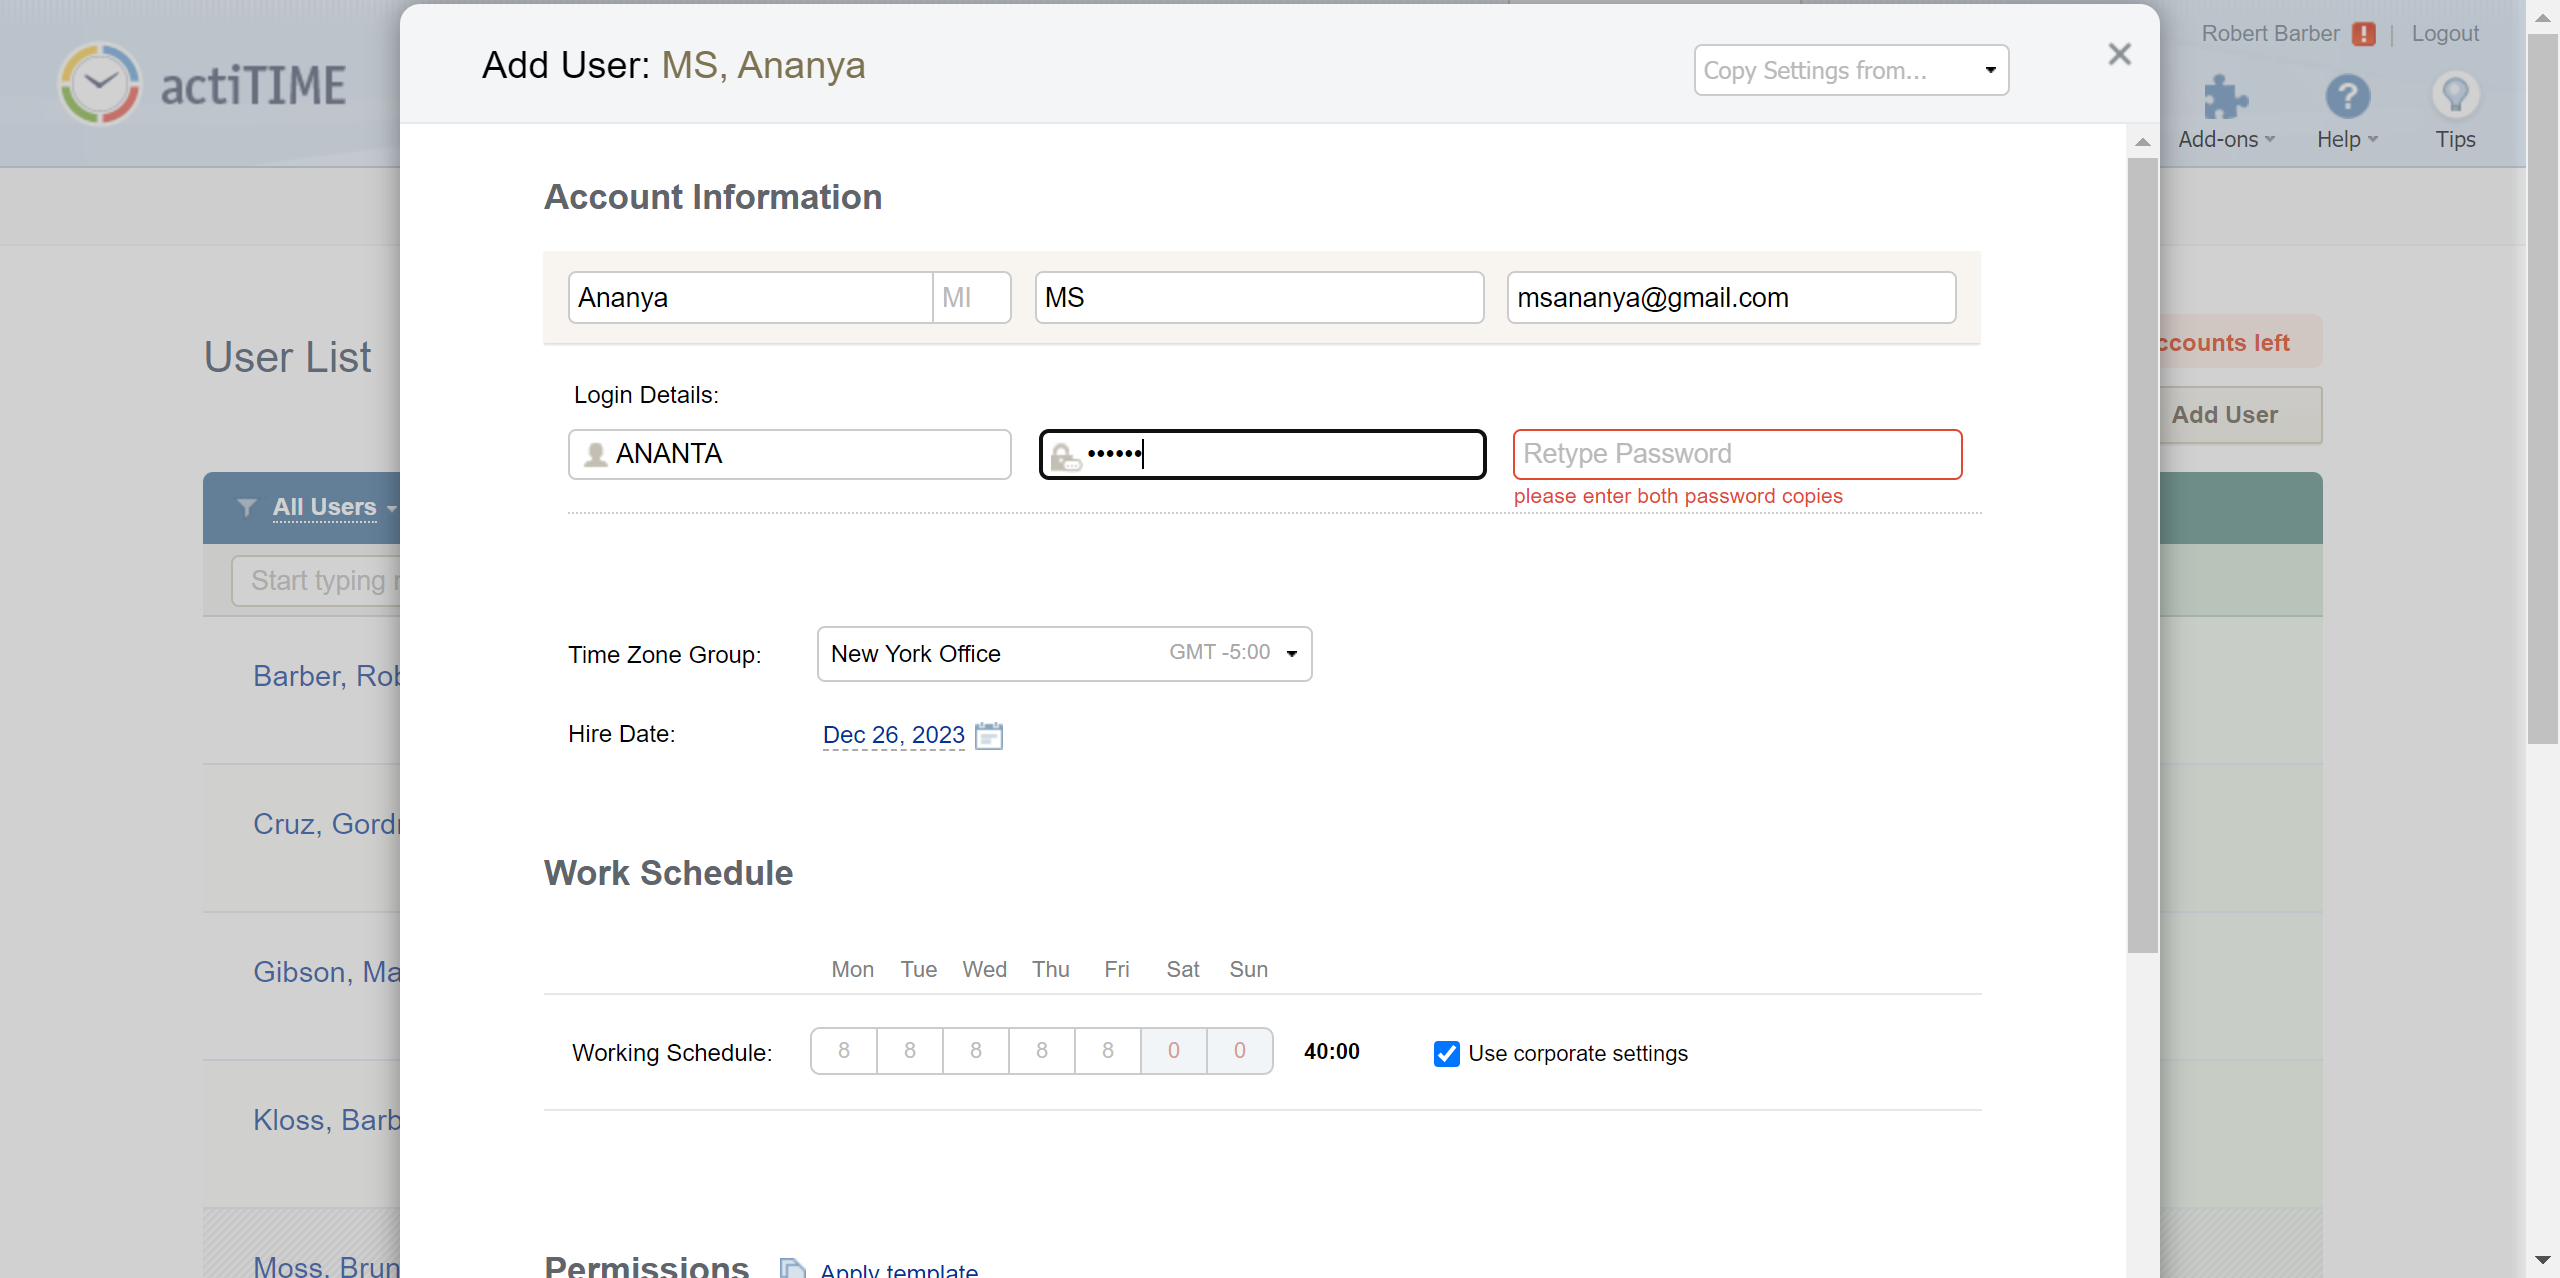 actiTIME
Add User: MS, Ananya
Copy Settings from...
Robert Barber
Logout
Add-ons
Help
Tips
Account Information
Ananya MI MS msananya@gmail.com
User List
ccounts left
Login Details:
Add User
ANANTA •••••• Retype Password
please enter both password copies
All Users
Start typing
Time Zone Group: New York Office GMT -5:00
Barber, Rob
Hire Date: Dec 26, 2023
Cruz, Gord
Work Schedule
Gibson, Ma
Mon Tue Wed Thu Fri Sat Sun
Working Schedule: 8 8 8 8 8 0 0 40:00 Use corporate settings
Kloss, Barb
Moss, Brun
Permissions Apply template